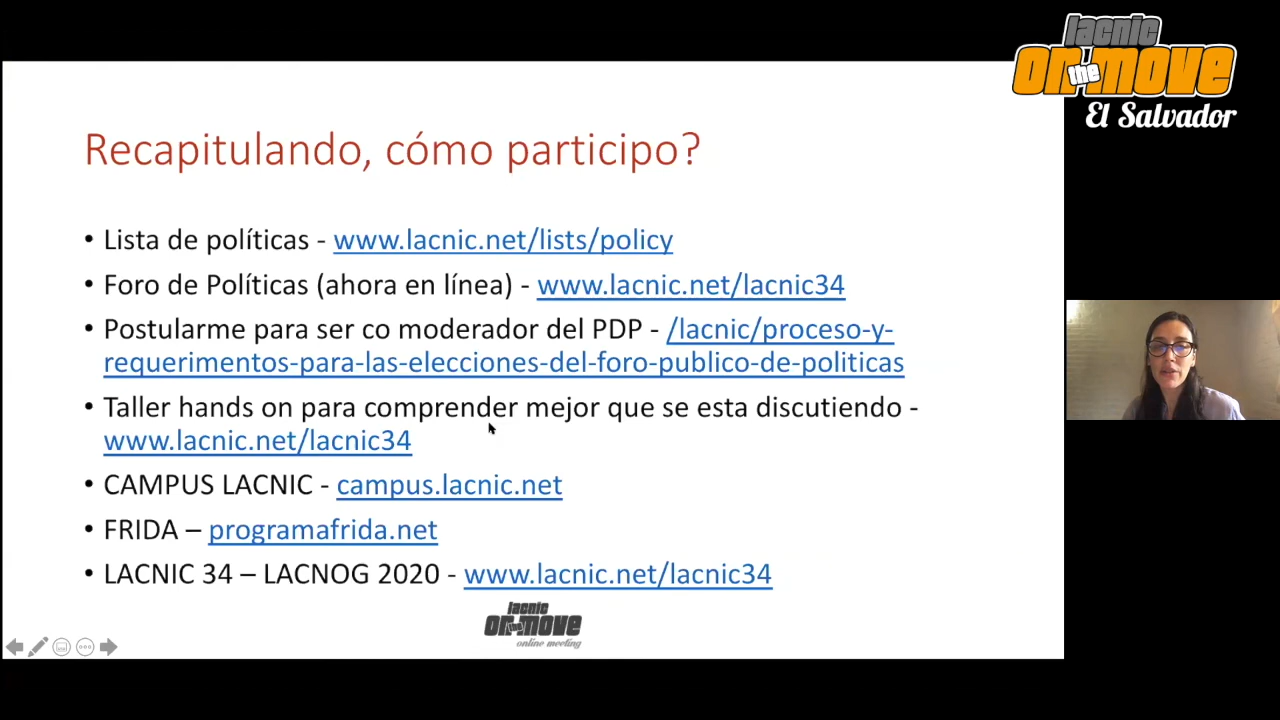 lacnic
on the move
El Salvador
Recapitulando, cómo participo?
• Lista de políticas - www.lacnic.net/lists/policy
• Foro de Políticas (ahora en línea) - www.lacnic.net/lacnic34
• Postularme para ser co moderador del PDP - /lacnic/proceso-y-
requerimentos-para-las-elecciones-del-foro-publico-de-politicas
• Taller hands on para comprender mejor que se esta discutiendo -
www.lacnic.net/lacnic34
• CAMPUS LACNIC - campus.lacnic.net
• FRIDA – programafrida.net
• LACNIC 34 – LACNOG 2020 - www.lacnic.net/lacnic34
lacnic
on the move
online meeting